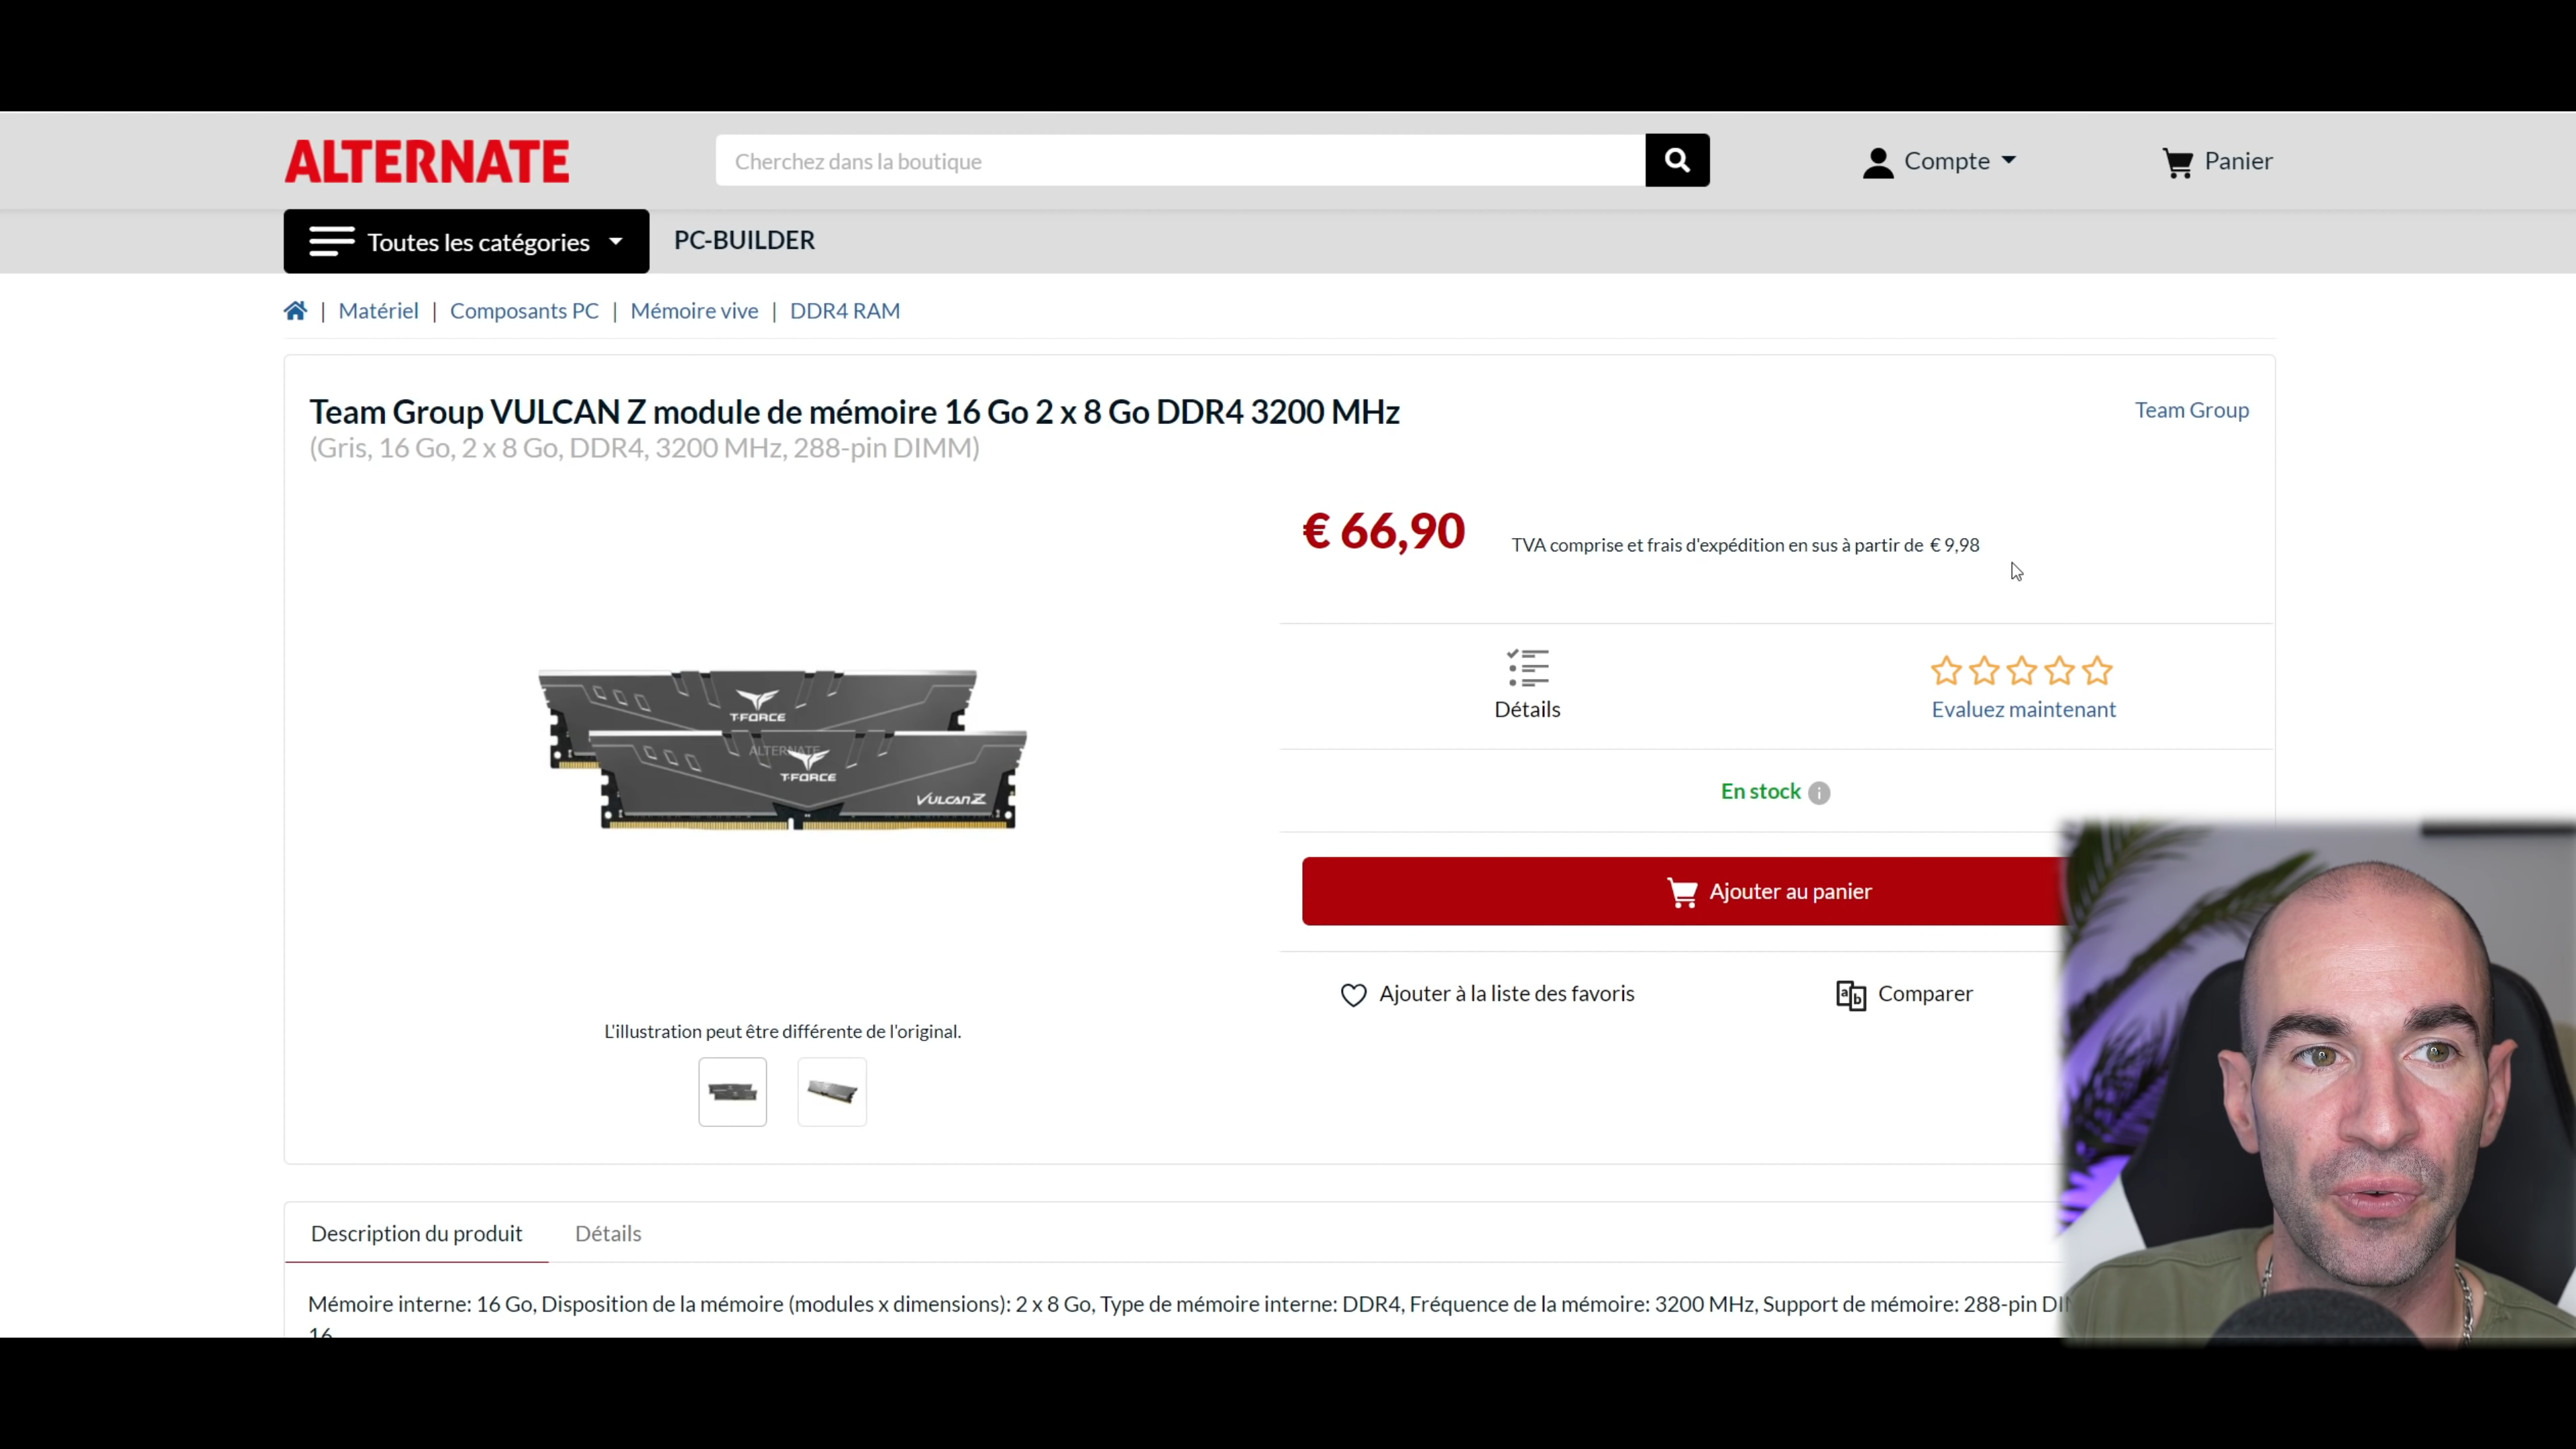 ALTERNATE
Cherchez dans la boutique
Compte
Panier
Toutes les catégories
PC-BUILDER
| Matériel | Composants PC | Mémoire vive | DDR4 RAM
Team Group VULCAN Z module de mémoire 16 Go 2 x 8 Go DDR4 3200 MHz
Team Group
(Gris, 16 Go, 2 x 8 Go, DDR4, 3200 MHz, 288-pin DIMM)
€ 66,90
TVA comprise et frais d'expédition en sus à partir de € 9,98
T-FORCE
ALTERNATE
T-FORCE
VULCANZ
Détails
Evaluez maintenant
En stock
Ajouter au panier
Ajouter à la liste des favoris
Comparer
L'illustration peut être différente de l'original.
Description du produit
Détails
Mémoire interne: 16 Go, Disposition de la mémoire (modules x dimensions): 2 x 8 Go, Type de mémoire interne: DDR4, Fréquence de la mémoire: 3200 MHz, Support de mémoire: 288-pin
16